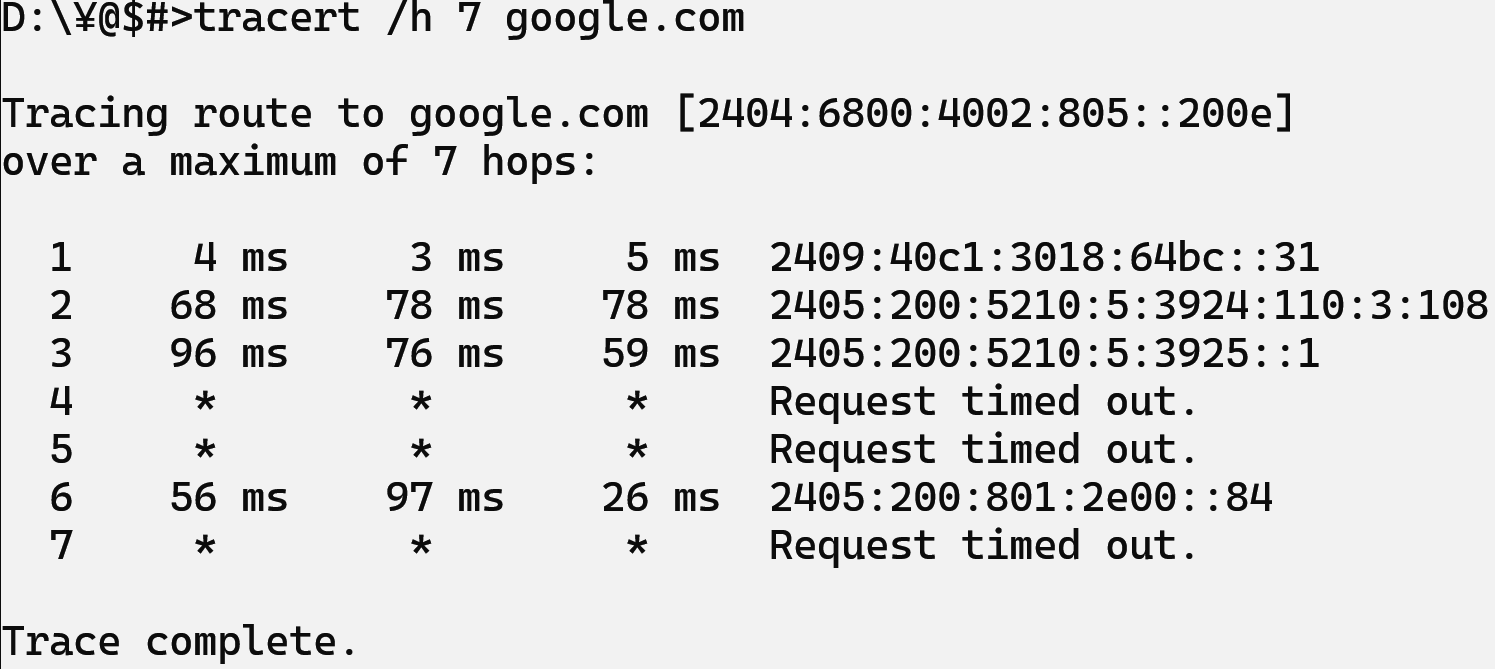 D:\¥@$#>tracert /h 7 google.com
Tracing route to google.com [2404:6800:4002:805::200e]
over a maximum of 7 hops:
1 4 ms 3 ms 5 ms 2409:40c1:3018:64bc::31
2 68 ms 78 ms 78 ms 2405:200:5210:5:3924:110:3:108
3 96 ms 76 ms 59 ms 2405:200:5210:5:3925::1
4 * * * Request timed out.
5 * * * Request timed out.
6 56 ms 97 ms 26 ms 2405:200:801:2e00::84
7 * * * Request timed out.
Trace complete.